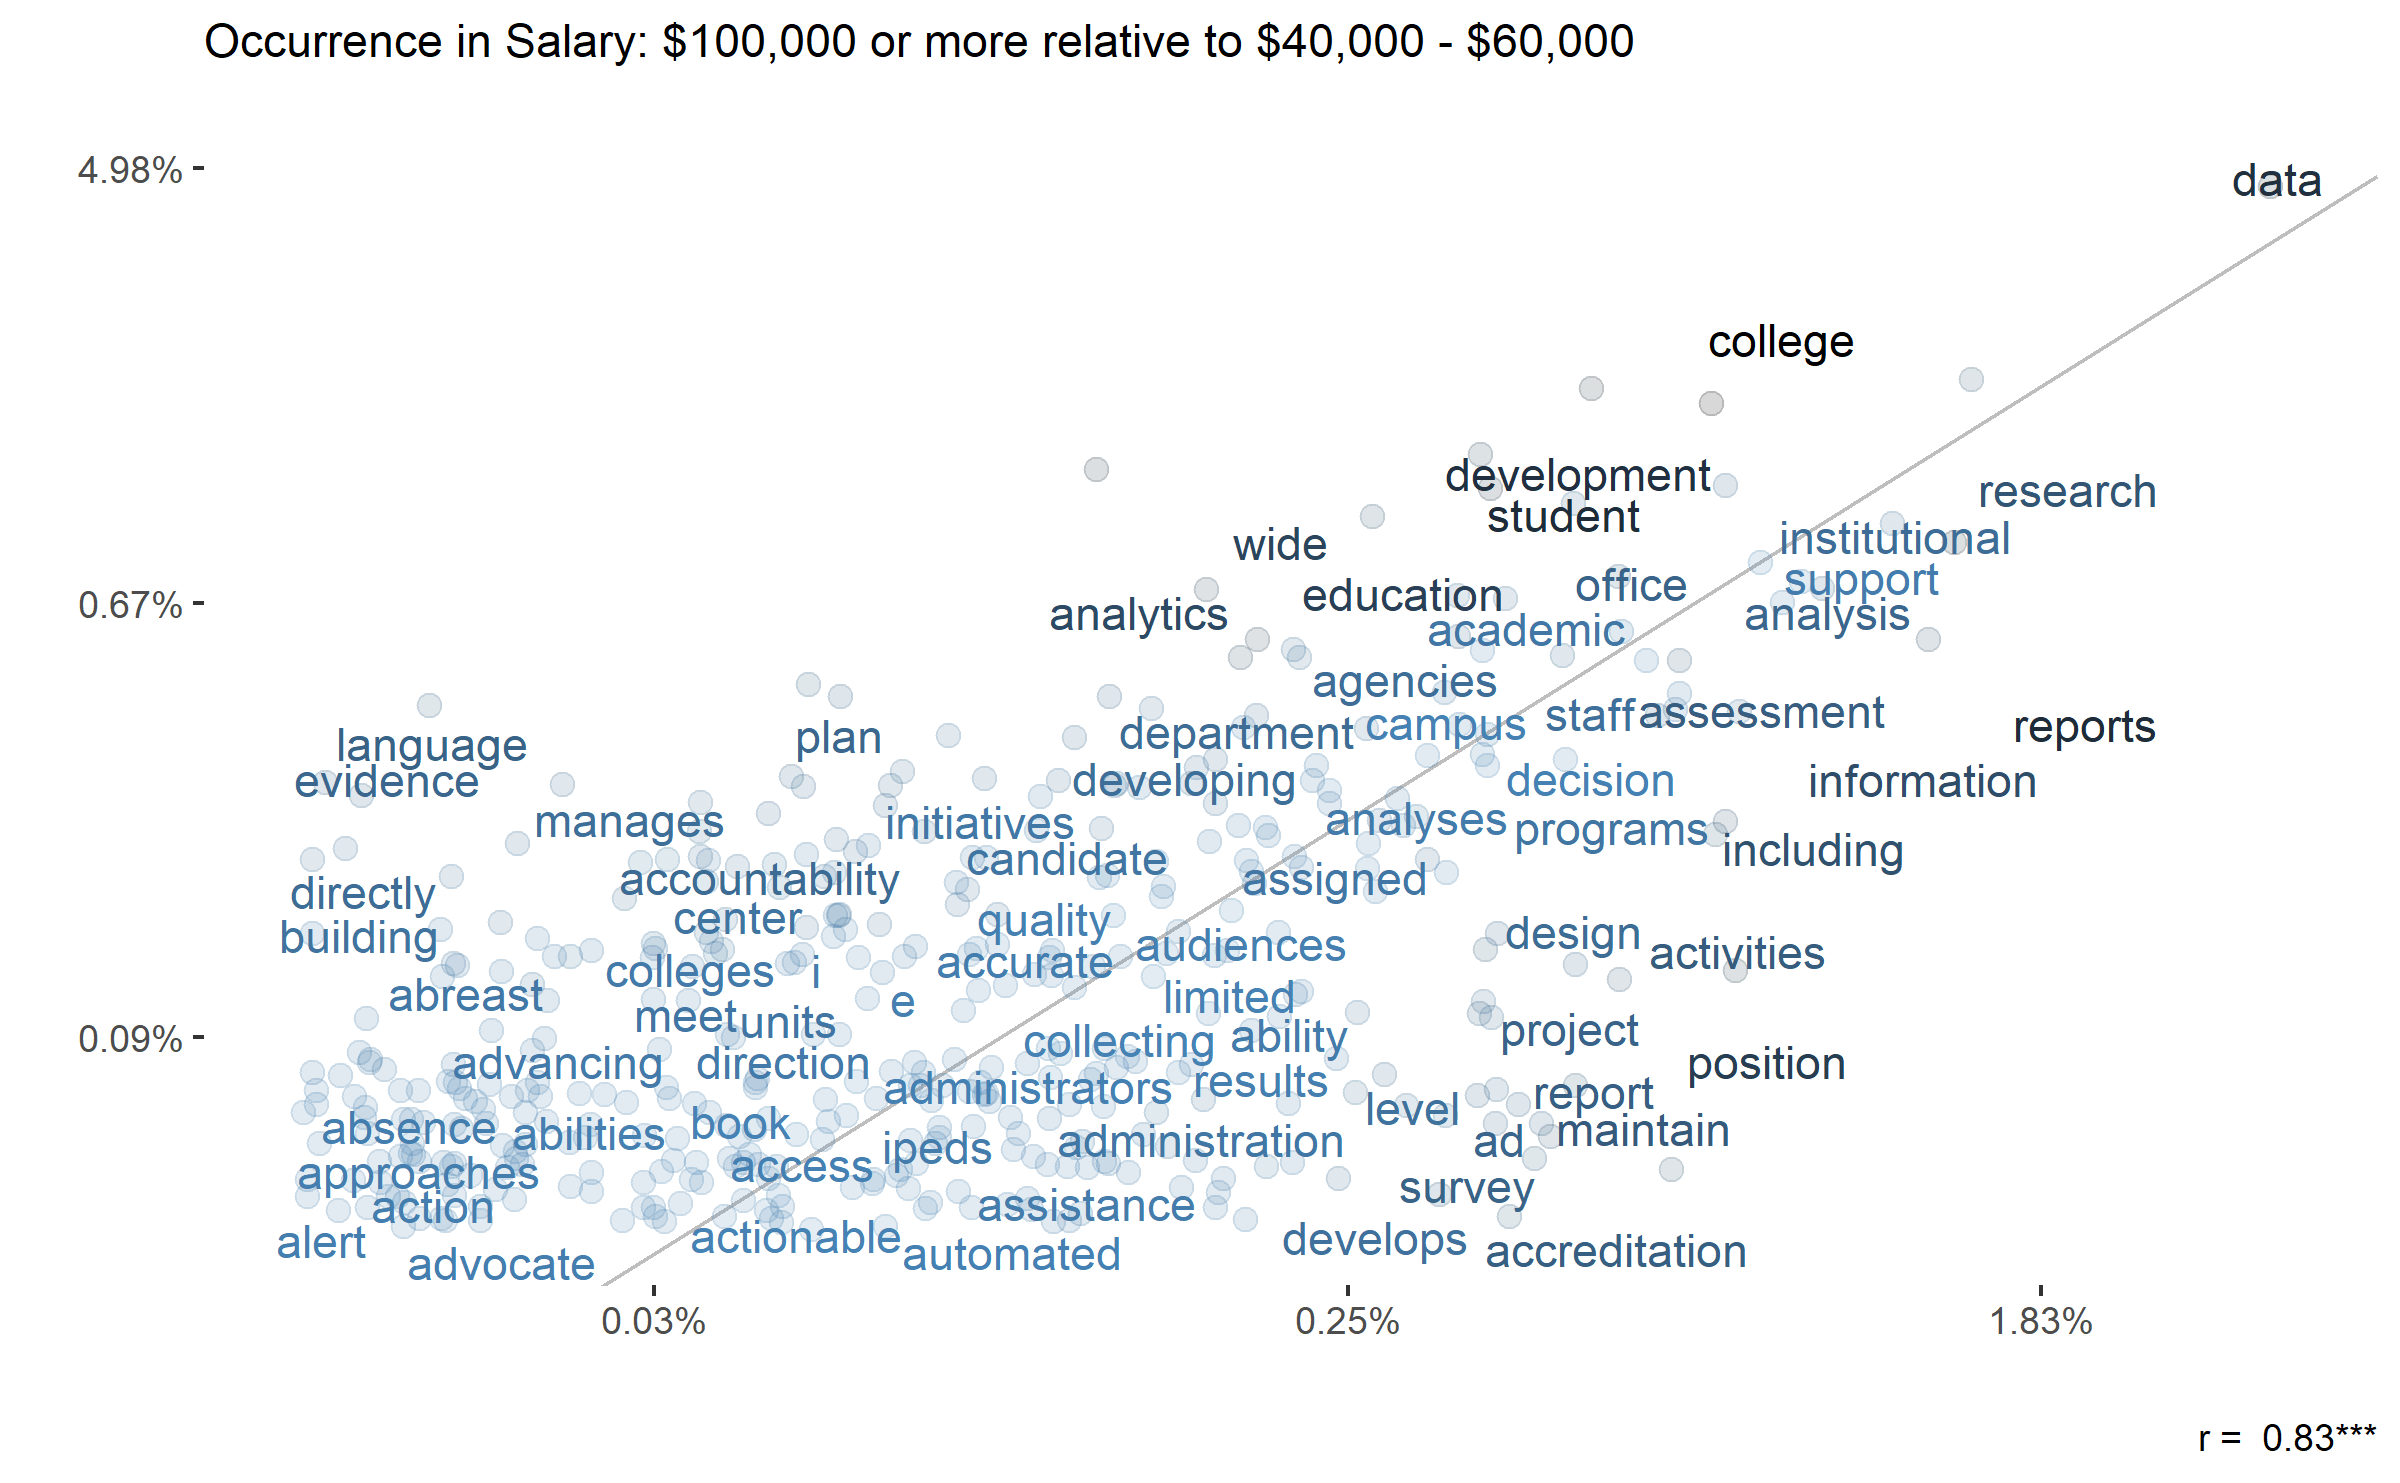 Occurrence in Salary: $100,000 or more relative to $40,000 - $60,000
4.98%
data
college
development
research
student
wide
institutional
support
office
education
analytics
analysis
academic
agencies
staff
assessment
campus
reports
department
plan
language
evidence
developing
decision
information
manages
initiatives
analyses
programs
including
candidate
accountability
assigned
directly
center
quality
building
design
audiences
activities
accurate
colleges
i
abreast
e
limited
meet
units
collecting
ability
project
advancing
direction
position
administrators
results
report
level
book
absence
abilities
ipeds
administration
ad
maintain
access
approaches
action
assistance
survey
alert
actionable
develops
advocate
automated
accreditation
0.67%
0.09%
0.03%
0.25%
1.83%
r = 0.83***